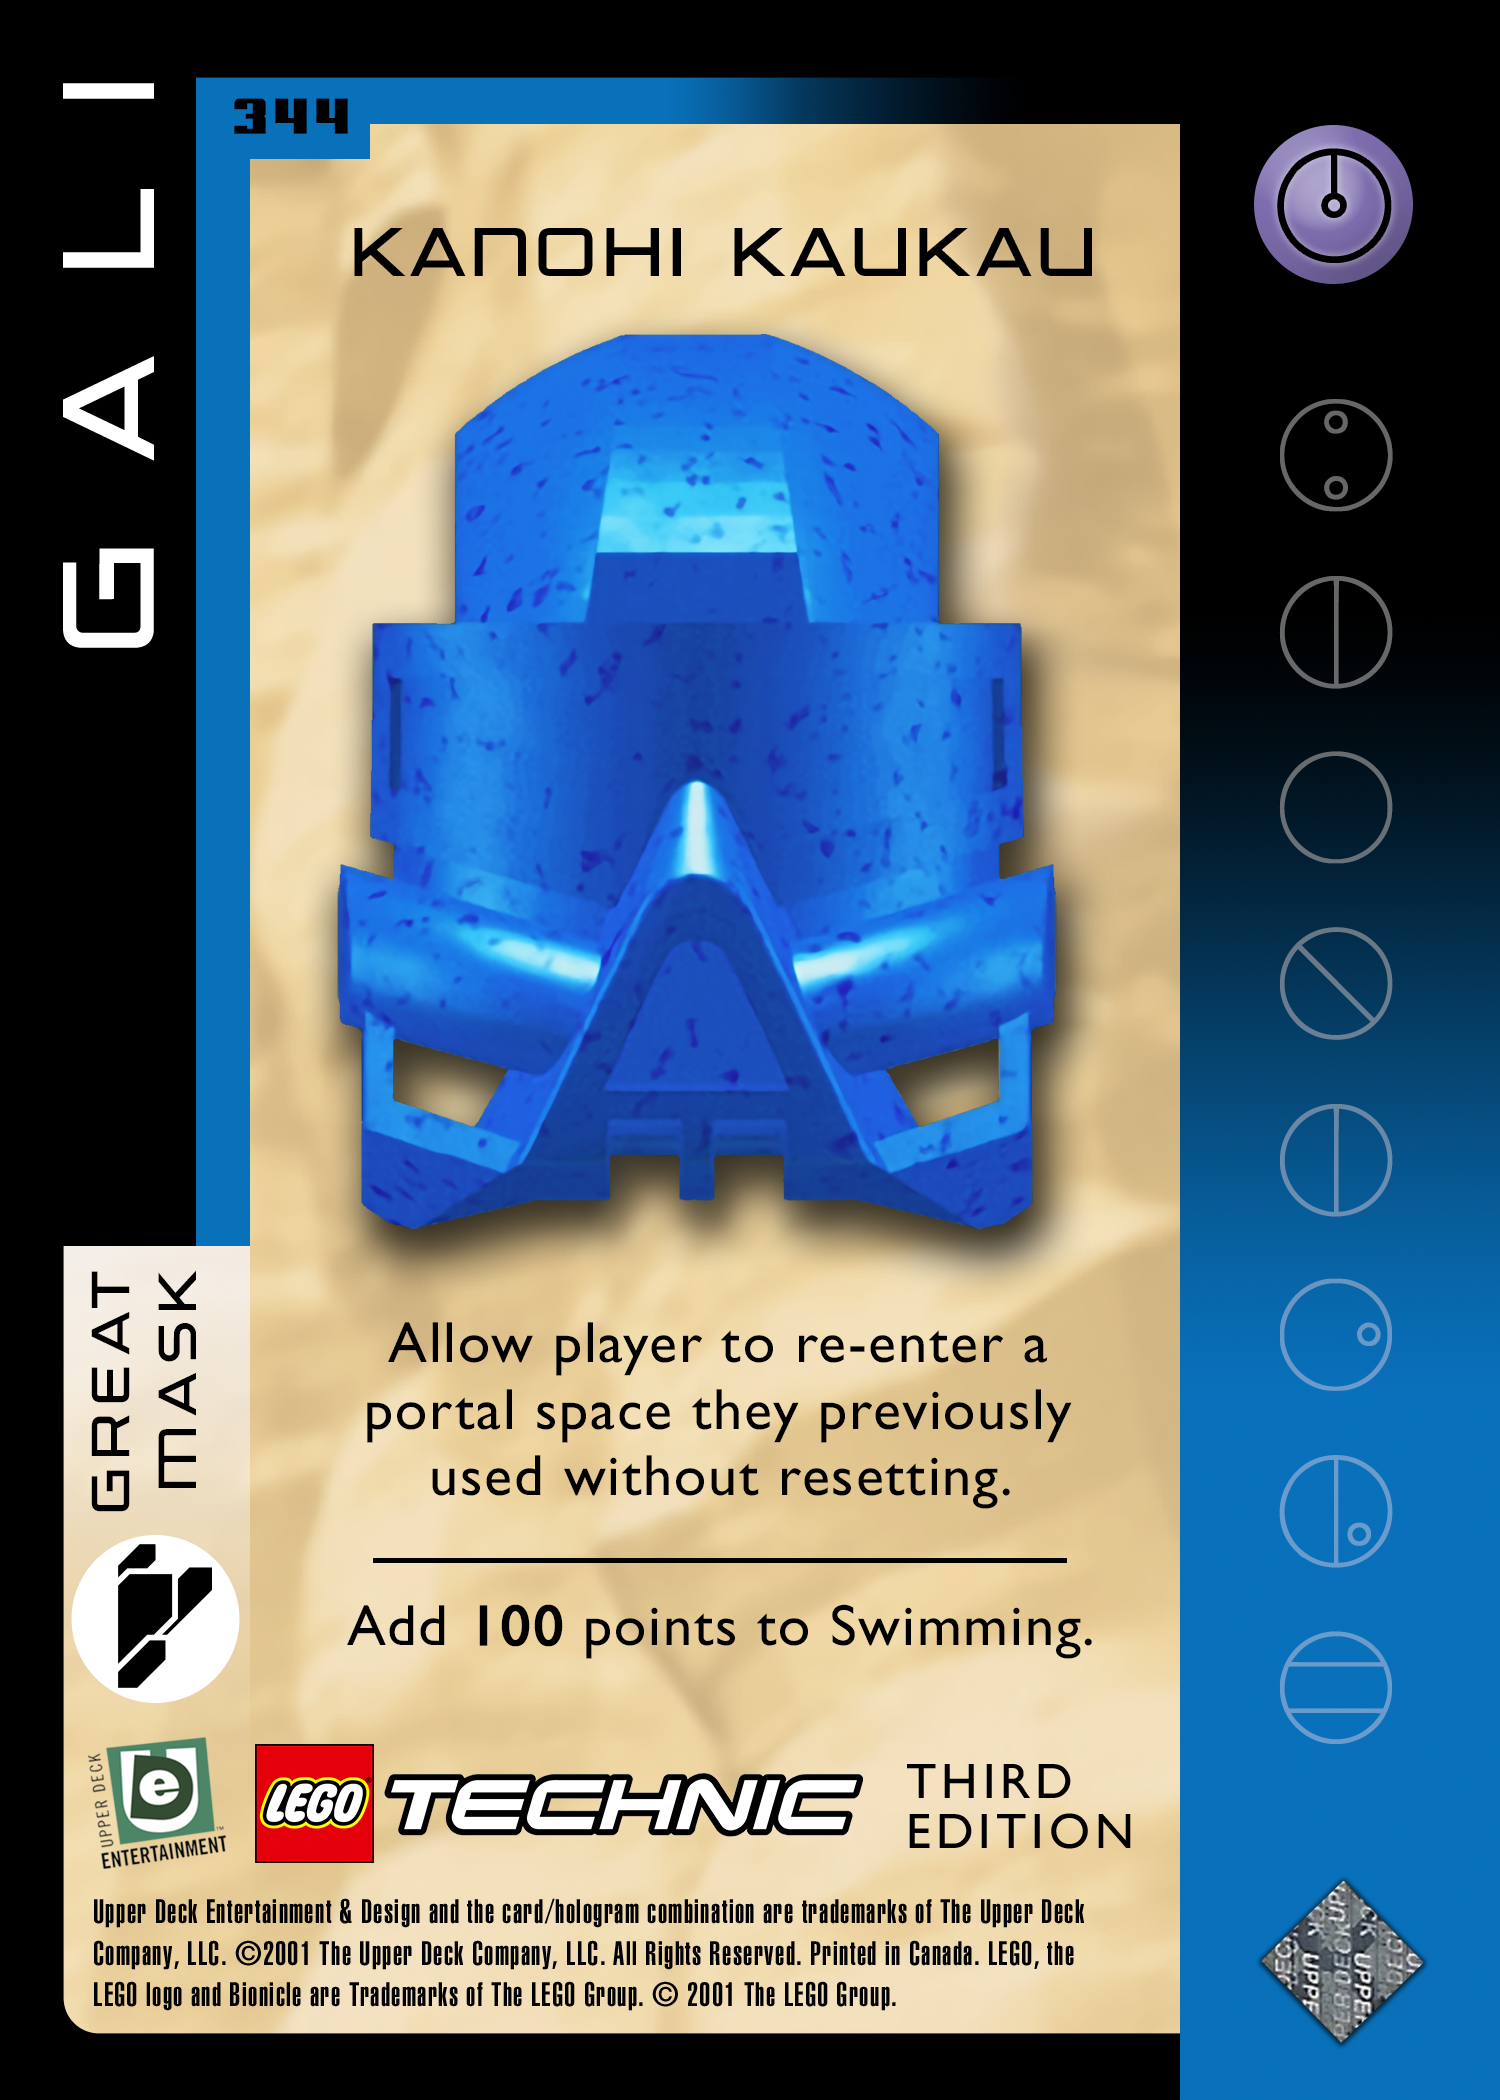 GALI
344
KANOHI KAUKAU
Allow player to re-enter a
portal space they previously
used without resetting.
Add 100 points to Swimming.
GREAT
MASK
UPPER DECK
e
ENTERTAINMENT
™
LEGO
TECHNIC
THIRD
EDITION
Upper Deck Entertainment & Design and the card/hologram combination are trademarks of The Upper Deck
Company, LLC. ©2001 The Upper Deck Company, LLC. All Rights Reserved. Printed in Canada. LEGO, the
LEGO logo and Bionicle are Trademarks of The LEGO Group. © 2001 The LEGO Group.